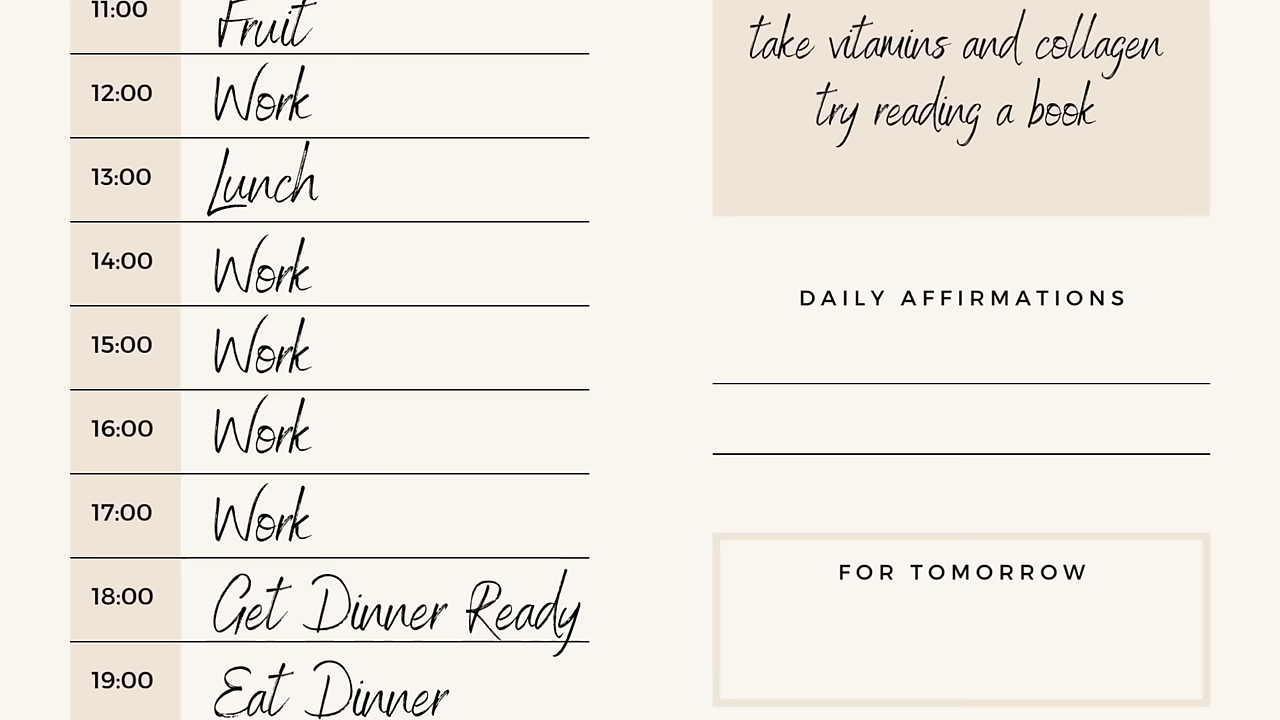 11:00 Fruit
12:00 Work
13:00 Lunch
14:00 Work
15:00 Work
16:00 Work
17:00 Work
18:00 Get Dinner Ready
19:00 Eat Dinner
take vitamins and collagen
try reading a book
DAILY AFFIRMATIONS
FOR TOMORROW